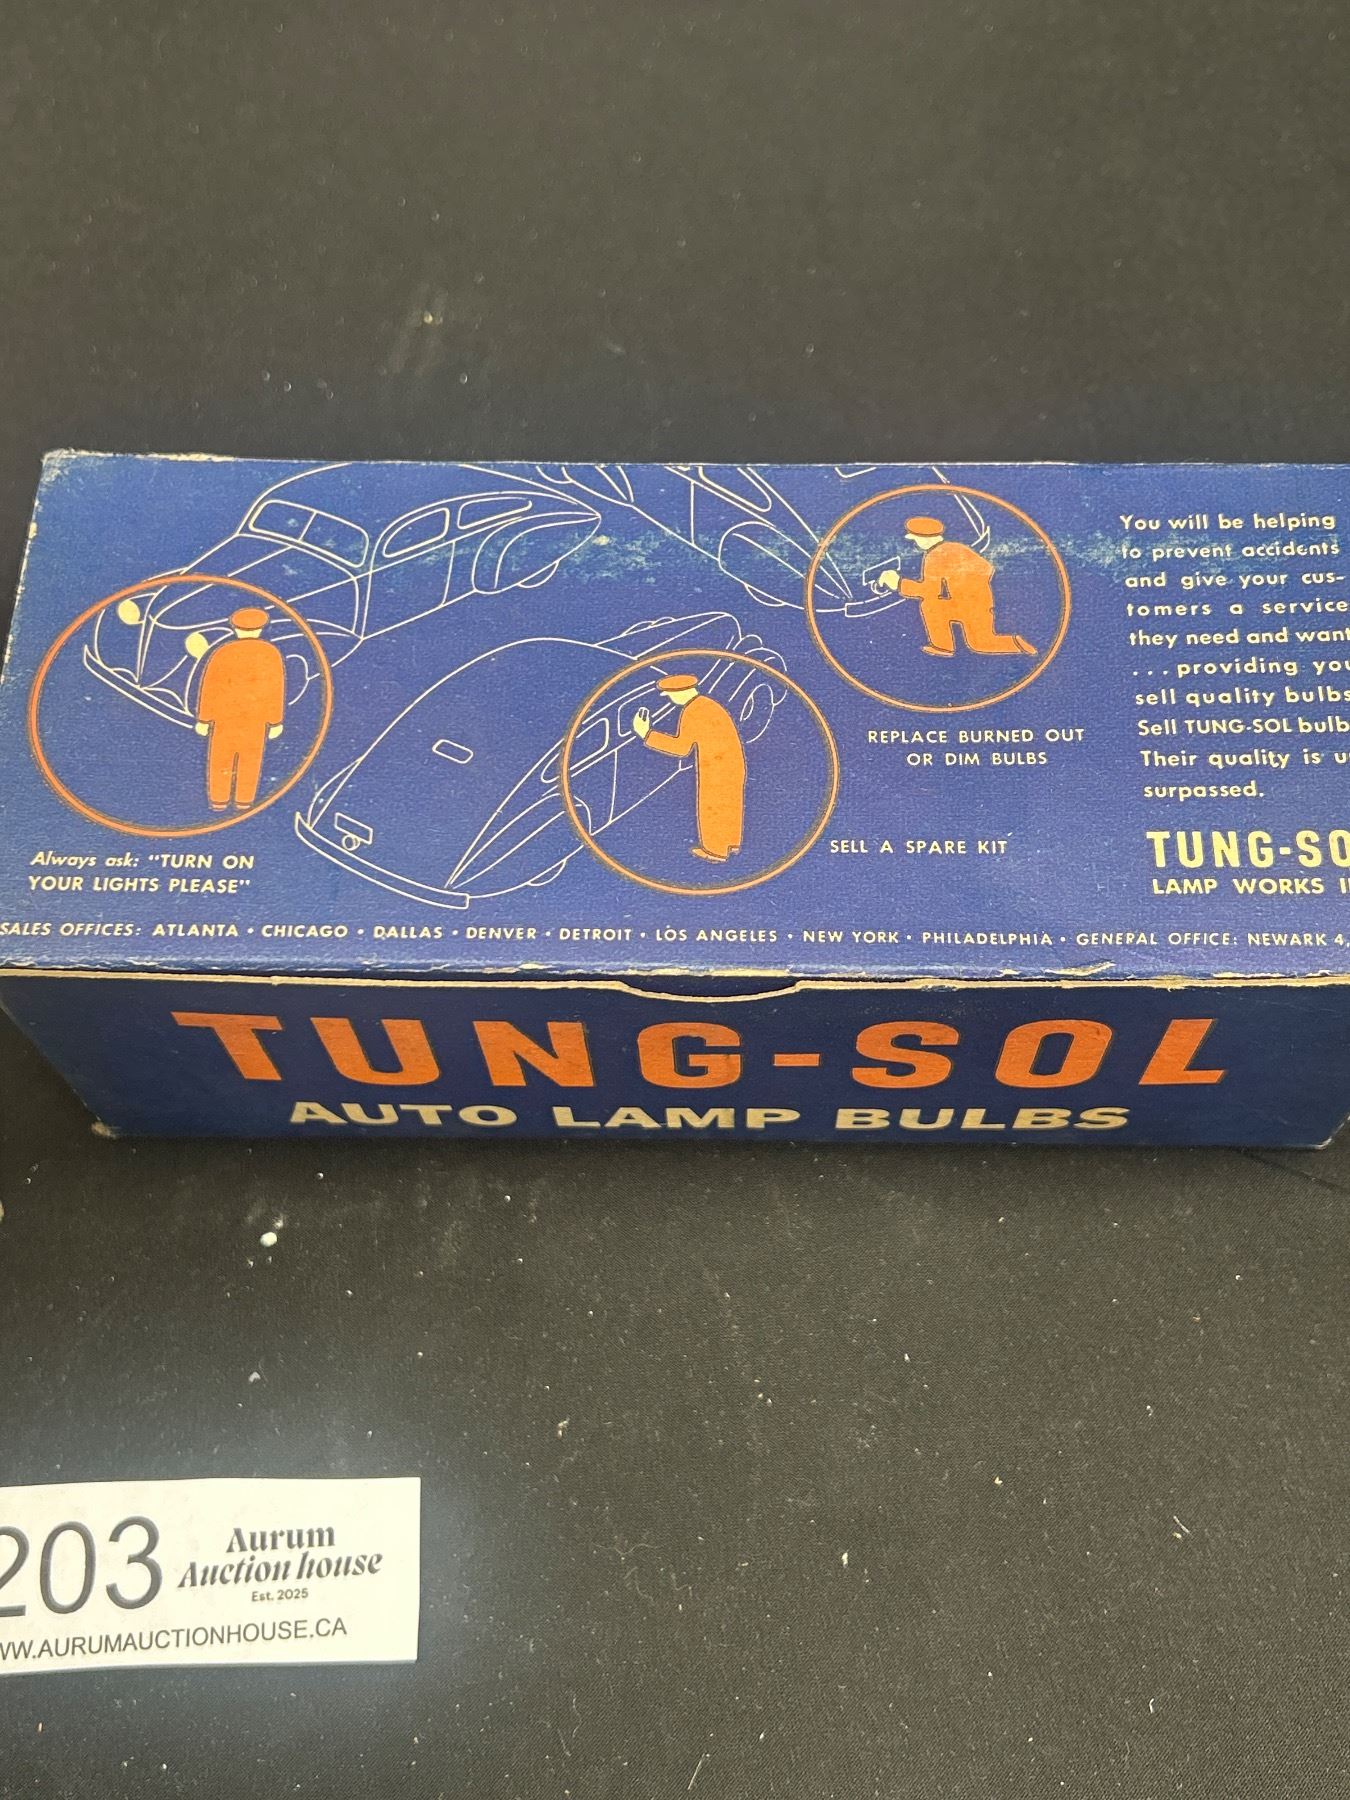 You will be helping
to prevent accidents
and give your cus-
tomers a service
they need and want
... providing you
sell quality bulbs
Sell TUNG-SOL bulb
Their quality is u
surpassed.
TUNG-SO
LAMP WORKS I
REPLACE BURNED OUT
OR DIM BULBS
SELL A SPARE KIT
Always ask: "TURN ON
YOUR LIGHTS PLEASE"
SALES OFFICES: ATLANTA • CHICAGO • DALLAS • DENVER • DETROIT • LOS ANGELES • NEW YORK • PHILADELPHIA • GENERAL OFFICE: NEWARK 4,
TUNG-SOL
AUTO LAMP BULBS
203
Aurum
Auction house
Est. 2025
WW.AURUMAUCTIONHOUSE.CA